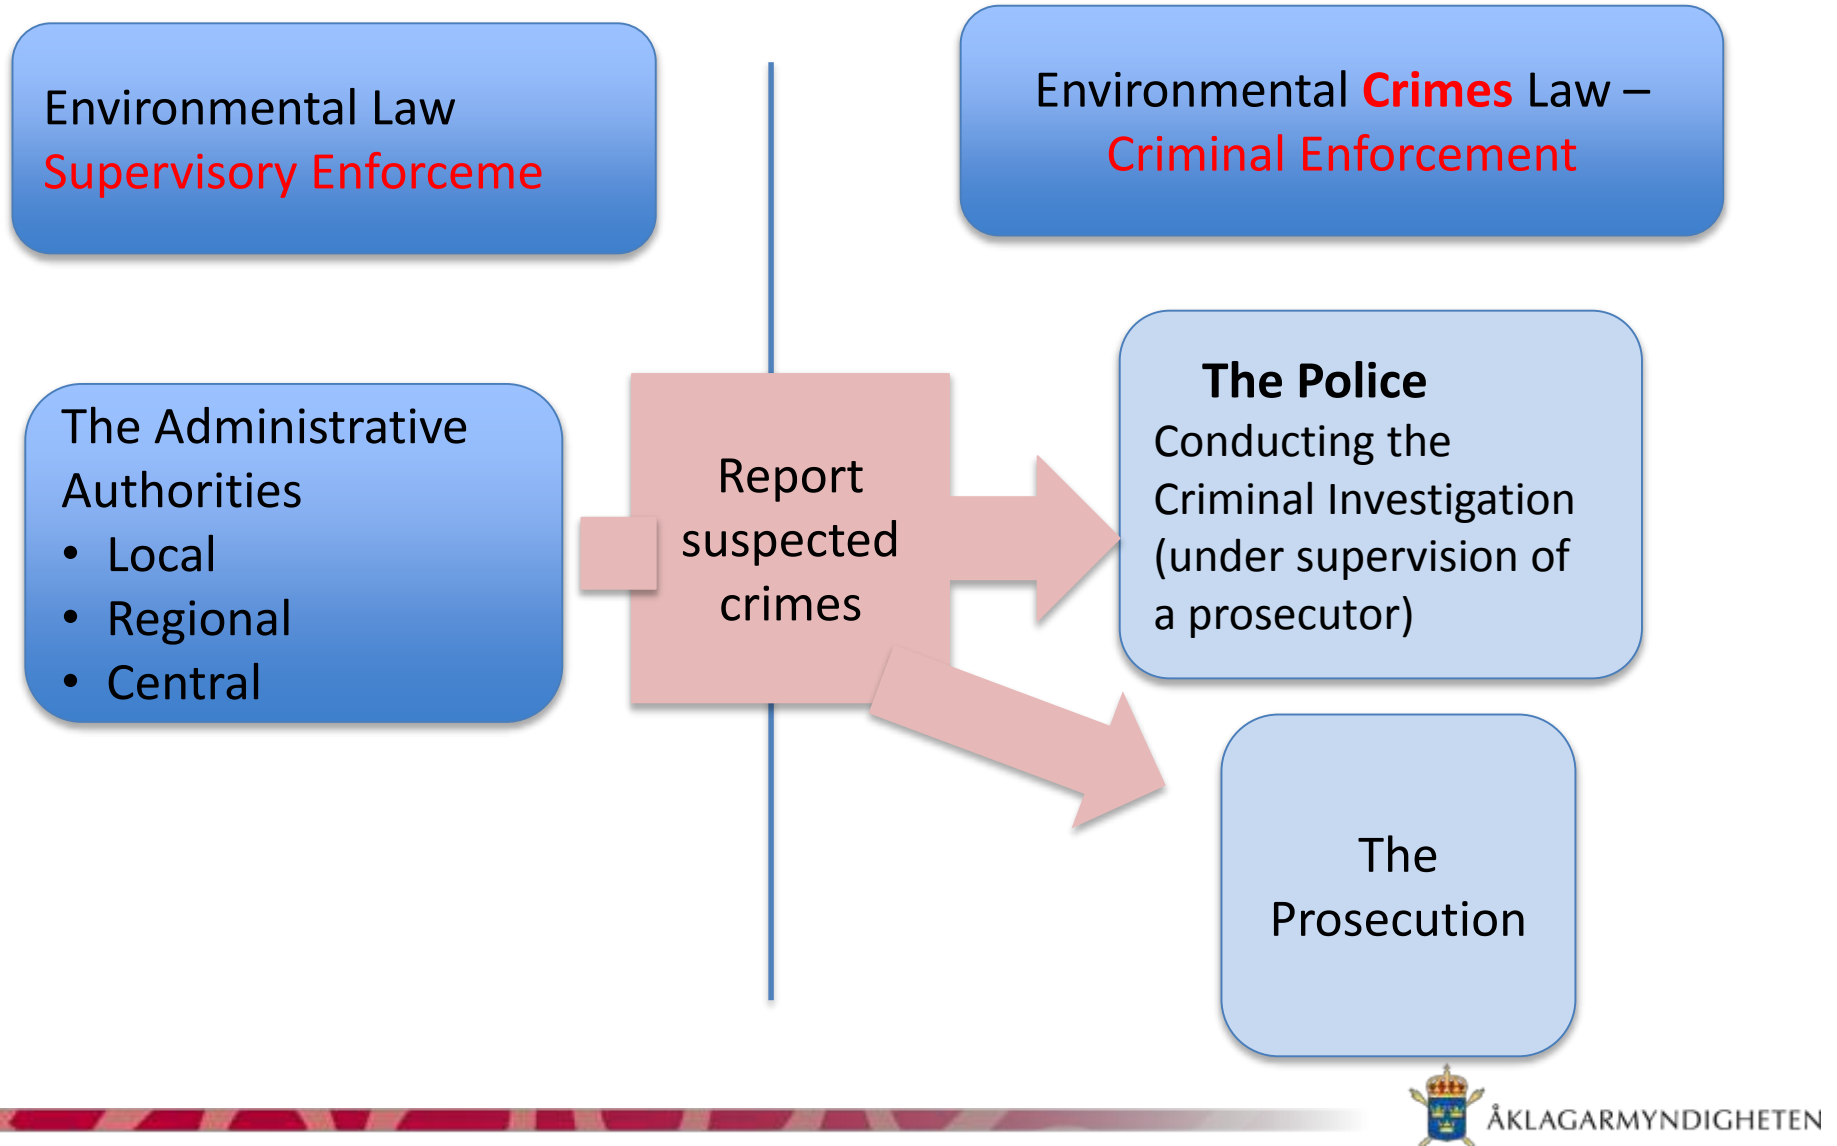 Environmental Law
Supervisory Enforceme
Environmental Crimes Law –
Criminal Enforcement
The Administrative
Authorities
• Local
• Regional
• Central
Report
suspected
crimes
The Police
Conducting the
Criminal Investigation
(under supervision of
a prosecutor)
The
Prosecution
ÅKLAGARMYNDIGHETEN